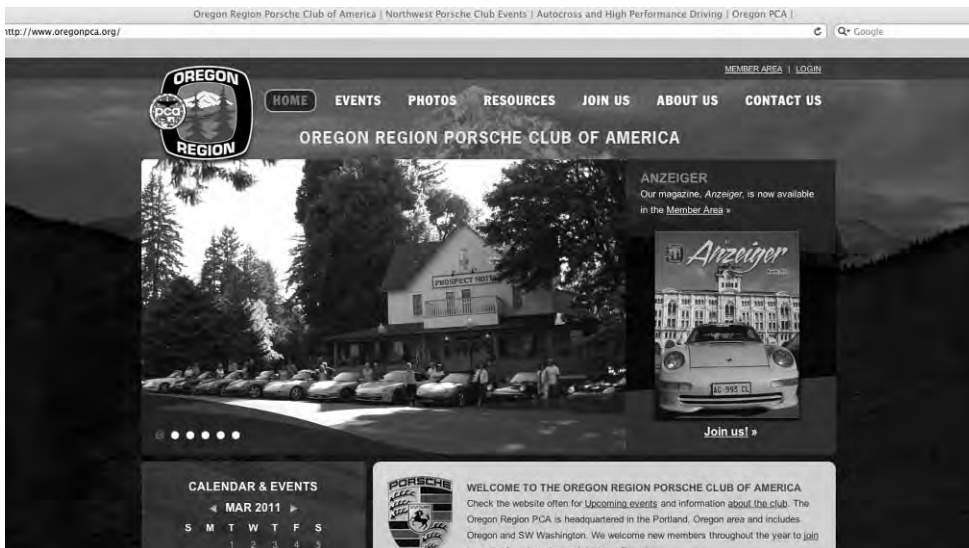 Oregon Region Porsche Club of America | Northwest Porsche Club Events | Autocross and High Performance Driving | Oregon PCA |
http://www.oregonpca.org/
Google
MEMBER AREA | LOGIN
OREGON
pca
REGION
HOME EVENTS PHOTOS RESOURCES JOIN US ABOUT US CONTACT US
OREGON REGION PORSCHE CLUB OF AMERICA
PROSPECT HOTEL
ANZEIGER
Our magazine, Anzeiger, is now available
in the Member Area »
Anzeiger
AG-993 CL
Join us! »
CALENDAR & EVENTS
◄ MAR 2011 ►
S M T W T F S
1 2 3 4 5
PORSCHE
WELCOME TO THE OREGON REGION PORSCHE CLUB OF AMERICA
Check the website often for Upcoming events and information about the club. The
Oregon Region PCA is headquartered in the Portland, Oregon area and includes
Oregon and SW Washington. We welcome new members throughout the year to join